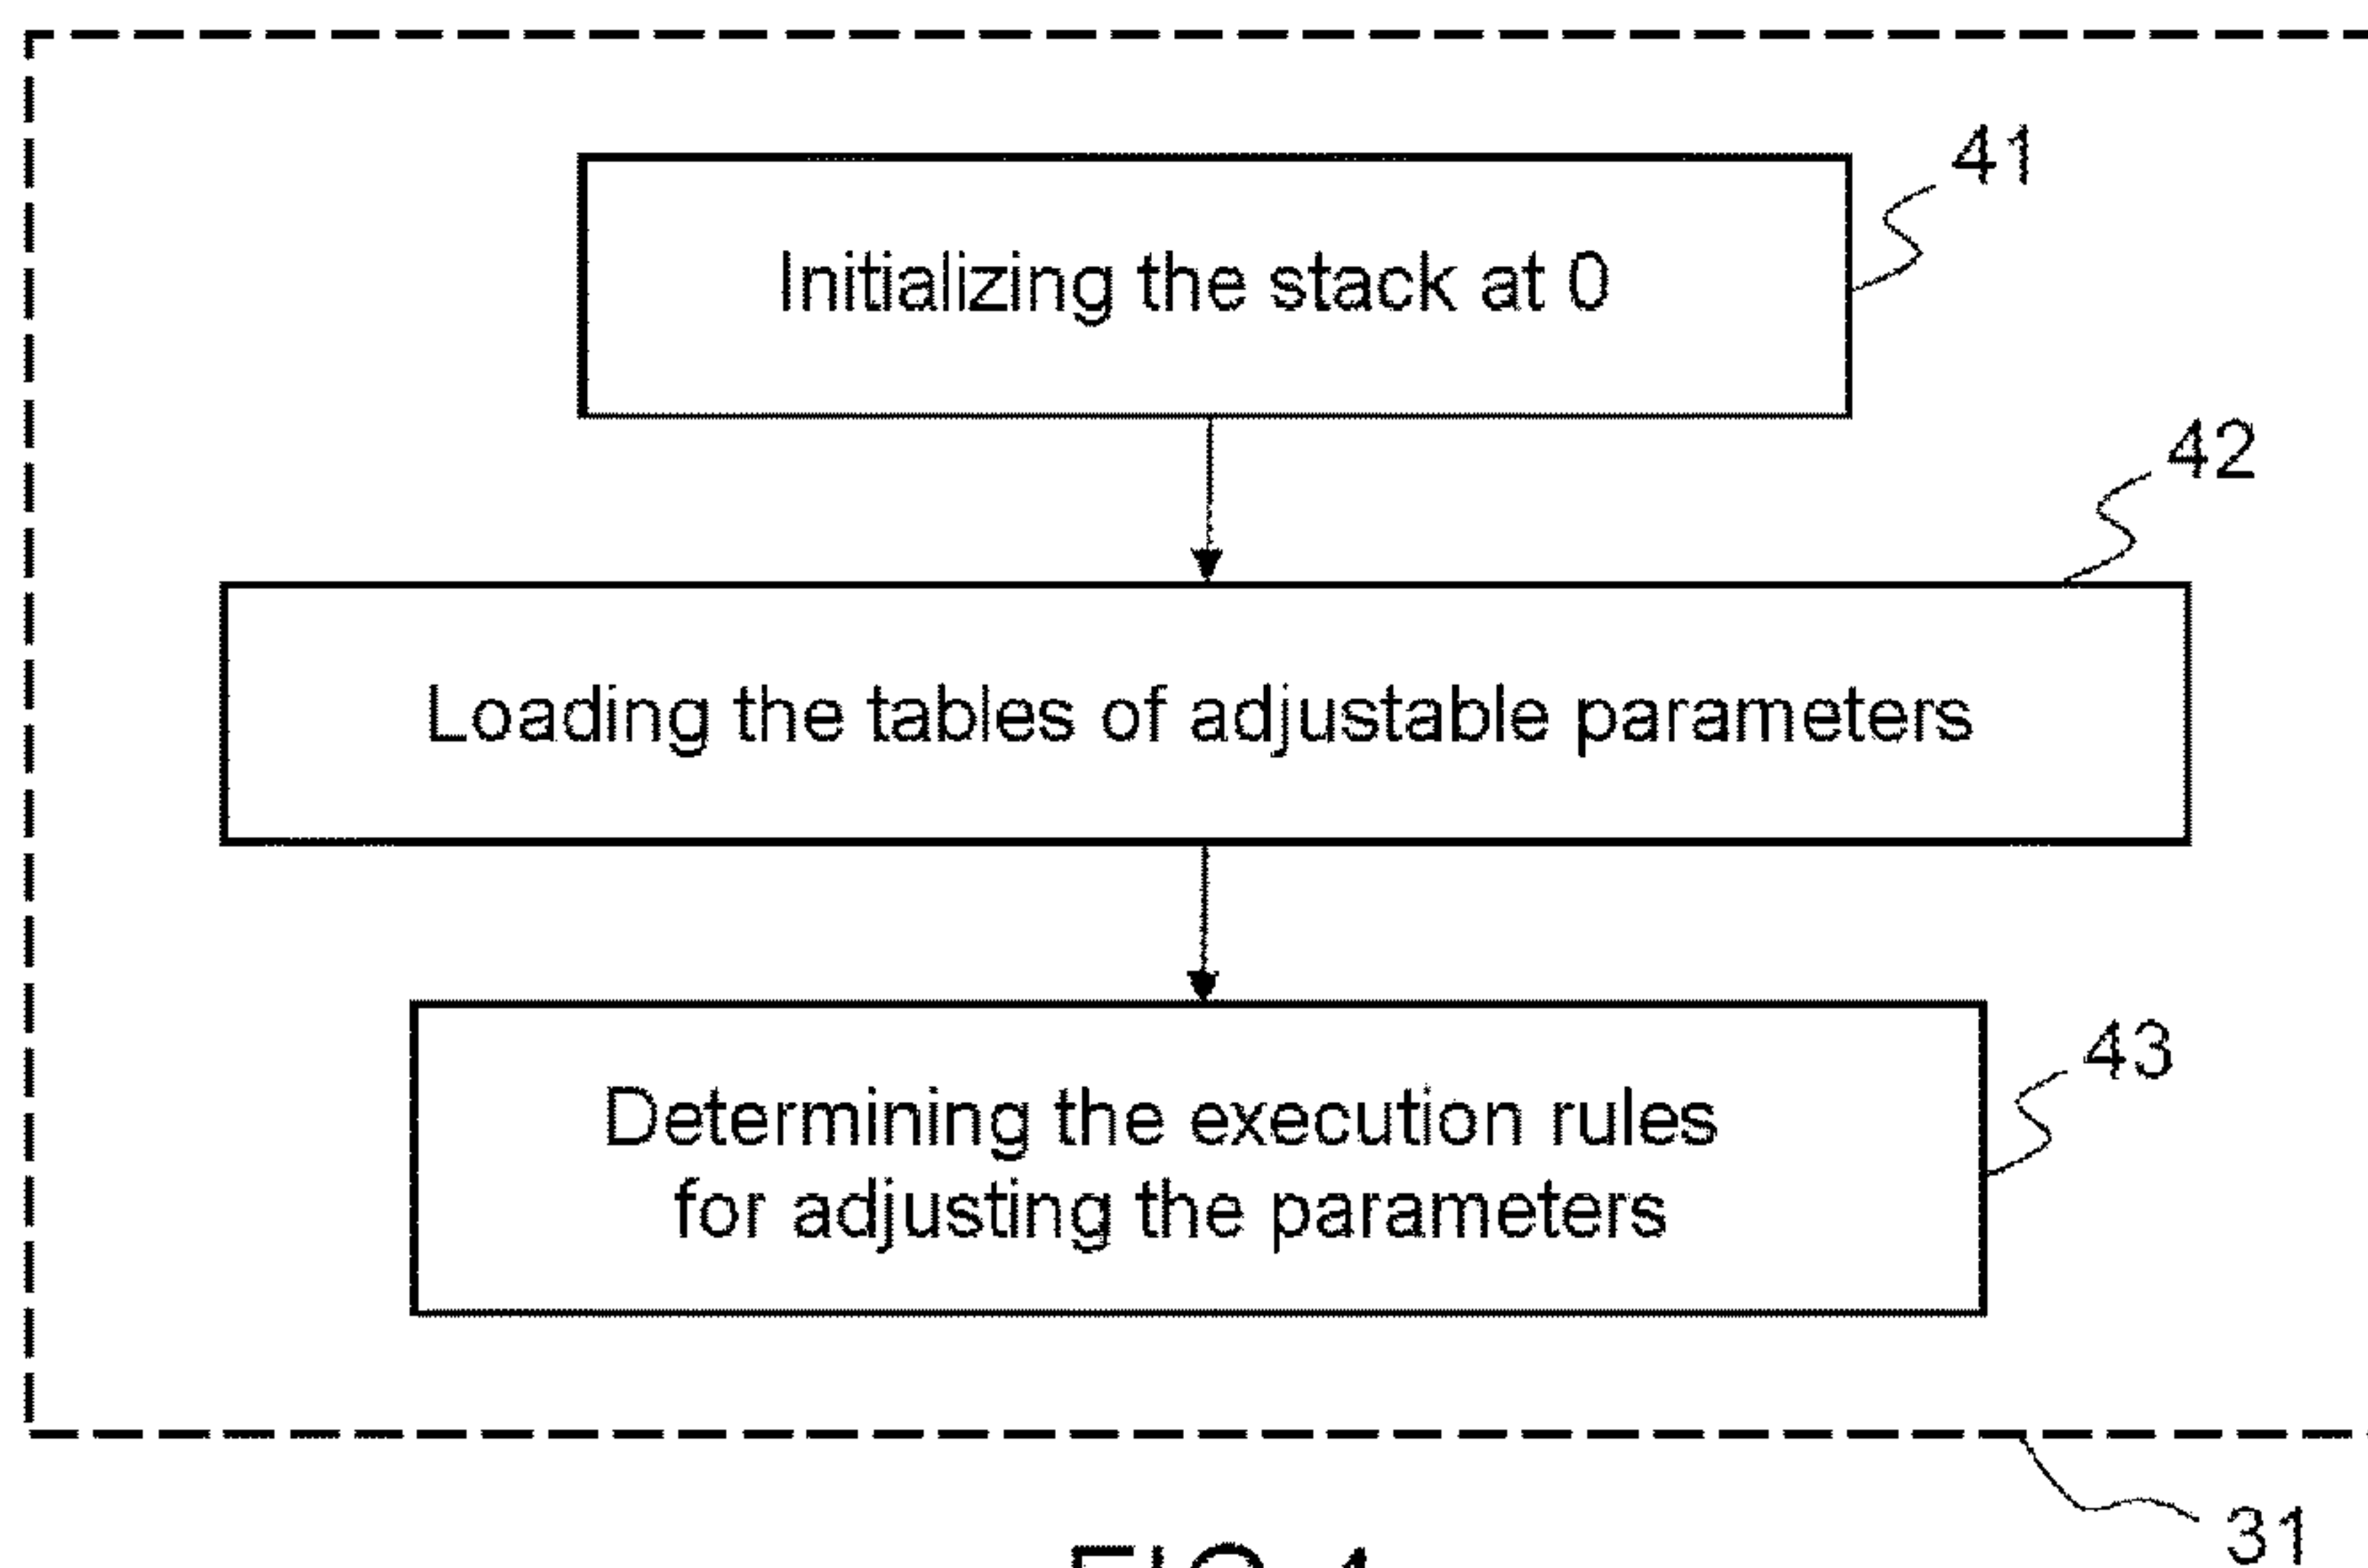 41
Initializing the stack at 0
42
Loading the tables of adjustable parameters
43
Determining the execution rules
for adjusting the parameters
31